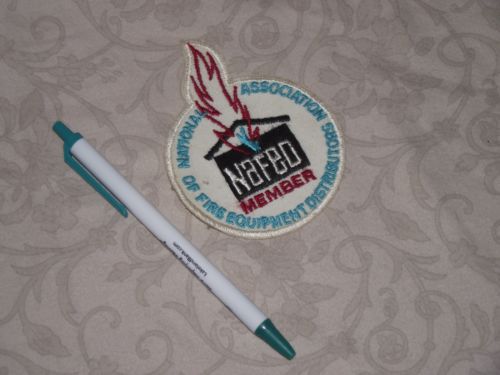 NATIONAL ASSOCIATION
OF FIRE EQUIPMENT DISTRIBUTORS
NAFED
MEMBER